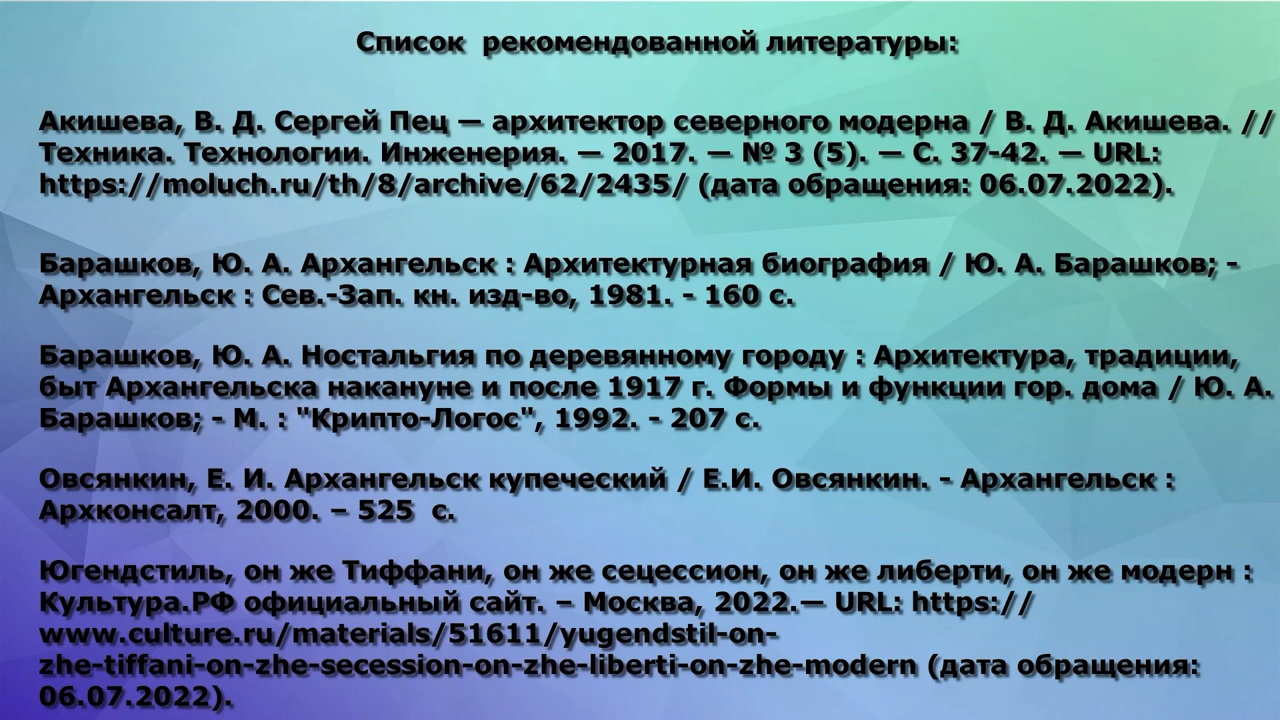 Список  рекомендованной литературы:
Акишева, В. Д. Сергей Пец — архитектор северного модерна / В. Д. Акишева. //
Техника. Технологии. Инженерия. — 2017. — № 3 (5). — С. 37-42. — URL:
https://moluch.ru/th/8/archive/62/2435/ (дата обращения: 06.07.2022).
Барашков, Ю. А. Архангельск : Архитектурная биография / Ю. А. Барашков; -
Архангельск : Сев.-Зап. кн. изд-во, 1981. - 160 с.
Барашков, Ю. А. Ностальгия по деревянному городу : Архитектура, традиции,
быт Архангельска накануне и после 1917 г. Формы и функции гор. дома / Ю. А.
Барашков; - М. : "Крипто-Логос", 1992. - 207 с.
Овсянкин, Е. И. Архангельск купеческий / Е.И. Овсянкин. - Архангельск :
Архконсалт, 2000. – 525  с.
Югендстиль, он же Тиффани, он же сецессион, он же либерти, он же модерн :
Культура.РФ официальный сайт. – Москва, 2022.— URL: https://
www.culture.ru/materials/51611/yugendstil-on-
zhe-tiffani-on-zhe-secession-on-zhe-liberti-on-zhe-modern (дата обращения:
06.07.2022).